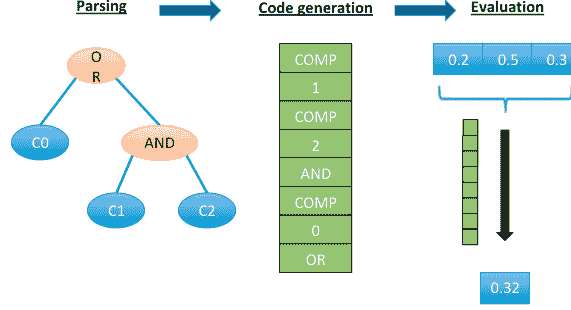 Parsing
Code generation
Evaluation
O
R
C0
AND
C1
C2
COMP
1
COMP
2
AND
COMP
0
OR
0.2
0.5
0.3
0.32